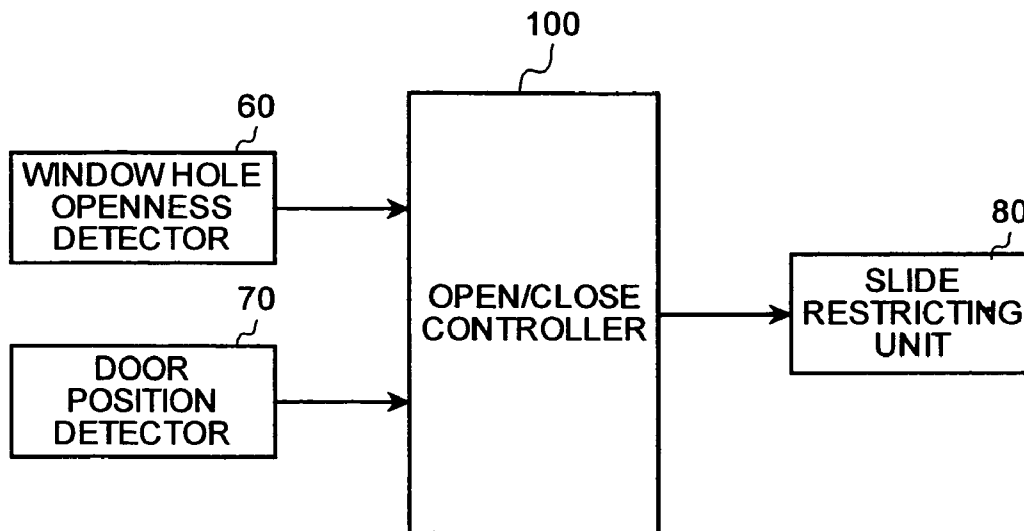 100
60
WINDOW HOLE
OPENNESS
DETECTOR
70
DOOR
POSITION
DETECTOR
OPEN/CLOSE
CONTROLLER
80
SLIDE
RESTRICTING
UNIT